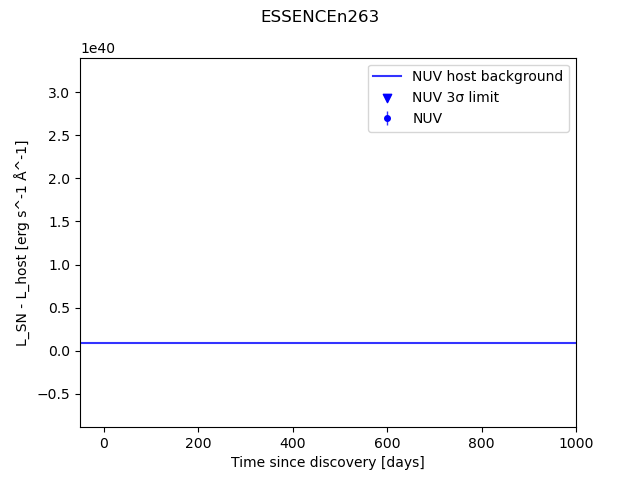 ESSENCEn263
1e40
NUV host background
NUV 3σ limit
NUV
3.0
2.5
2.0
1.5
1.0
0.5
0.0
−0.5
L_SN - L_host [erg s^-1 Å^-1]
0 200 400 600 800 1000
Time since discovery [days]